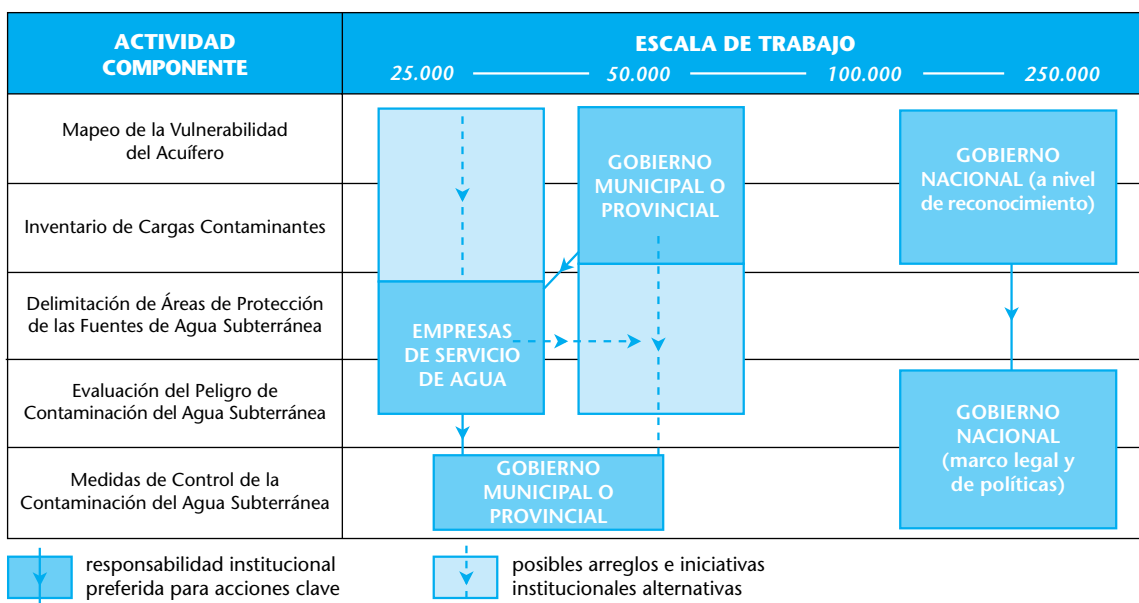 ACTIVIDAD
COMPONENTE
ESCALA DE TRABAJO
25.000 50.000 100.000 250.000
Mapeo de la Vulnerabilidad
del Acuífero
Inventario de Cargas Contaminantes
Delimitación de Áreas de Protección
de las Fuentes de Agua Subterránea
Evaluación del Peligro de
Contaminación del Agua Subterránea
Medidas de Control de la
Contaminación del Agua Subterránea
GOBIERNO
MUNICIPAL O
PROVINCIAL
GOBIERNO
NACIONAL (a nivel
de reconocimiento)
EMPRESAS
DE SERVICIO
DE AGUA
GOBIERNO
NACIONAL
(marco legal y
de políticas)
GOBIERNO
MUNICIPAL O
PROVINCIAL
responsabilidad institucional
preferida para acciones clave
posibles arreglos e iniciativas
institucionales alternativas